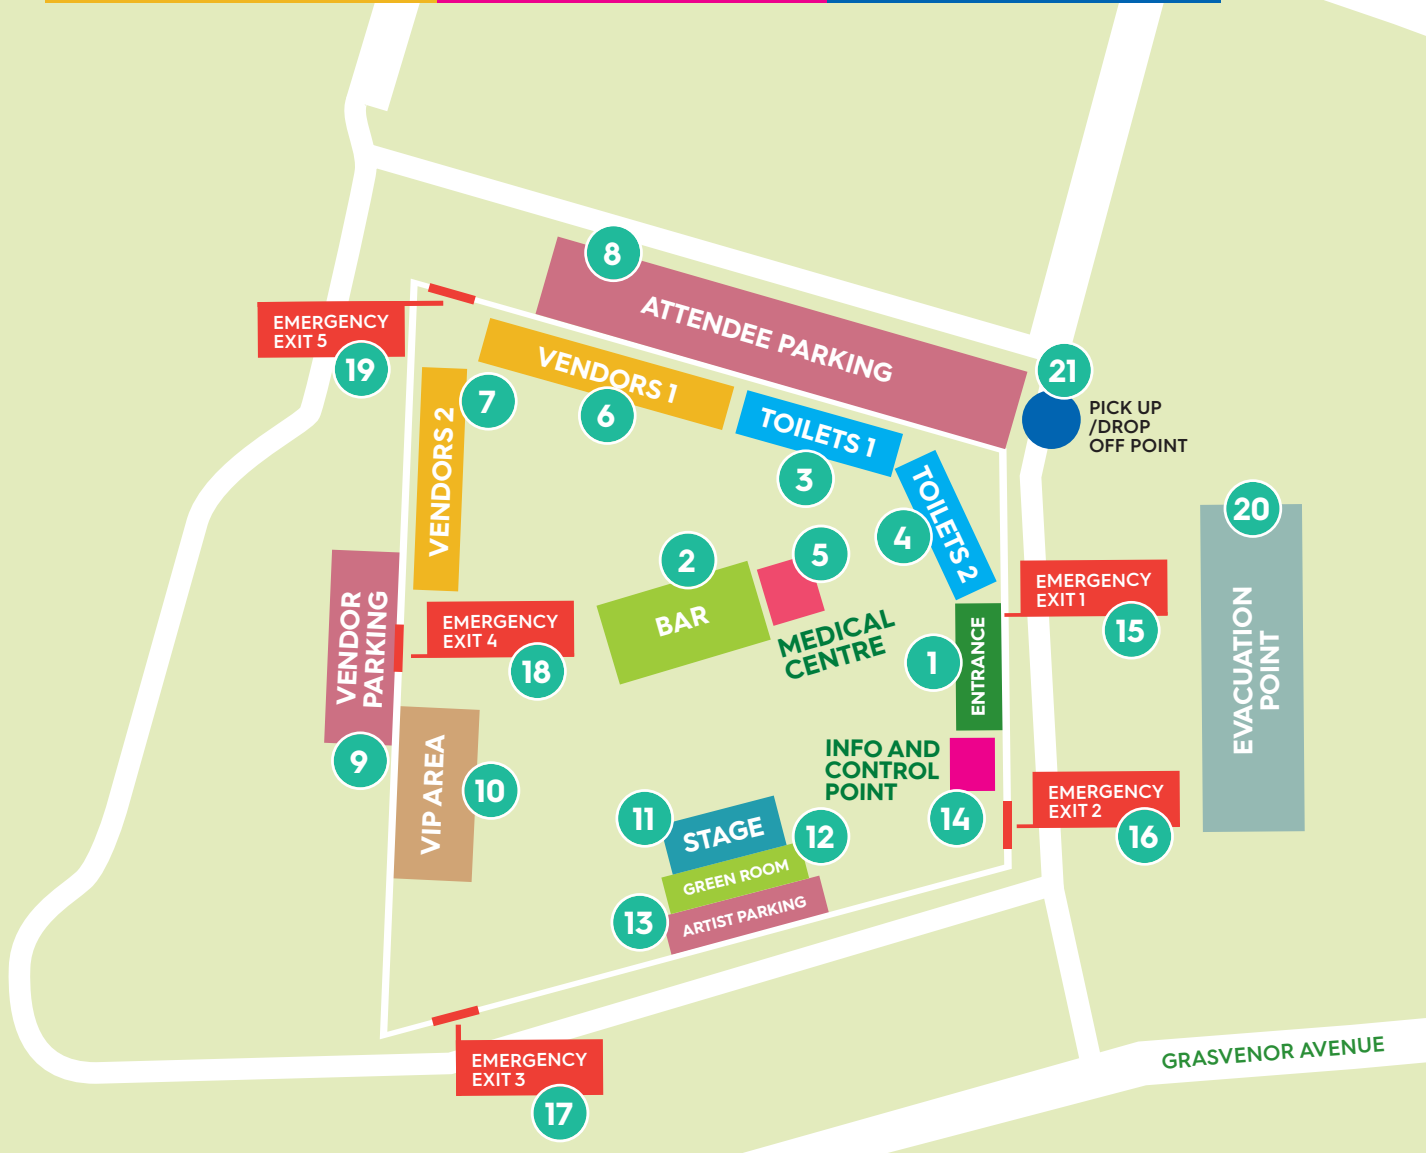 8
ATTENDEE PARKING
EMERGENCY
EXIT 5
19
VENDORS 1
6
7
VENDORS 2
TOILETS 1
3
21
PICK UP
/DROP
OFF POINT
TOILETS 2
4
20
EVACUATION
POINT
2
BAR
5
MEDICAL
CENTRE
EMERGENCY
EXIT 1
15
EMERGENCY
EXIT 4
18
VENDOR
PARKING
9
1
ENTRANCE
VIP AREA
10
INFO AND
CONTROL
POINT
14
EMERGENCY
EXIT 2
16
11
STAGE
12
GREEN ROOM
13
ARTIST PARKING
EMERGENCY
EXIT 3
17
GRASVENOR AVENUE